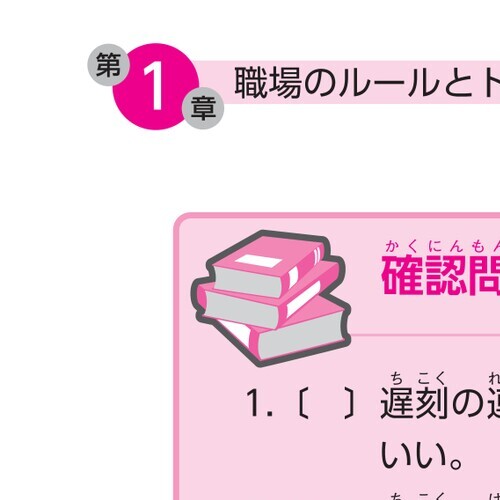 第1章 職場のルールと
かくにんもん
確認問
ちこく
1.〔 〕遅刻の
いい。